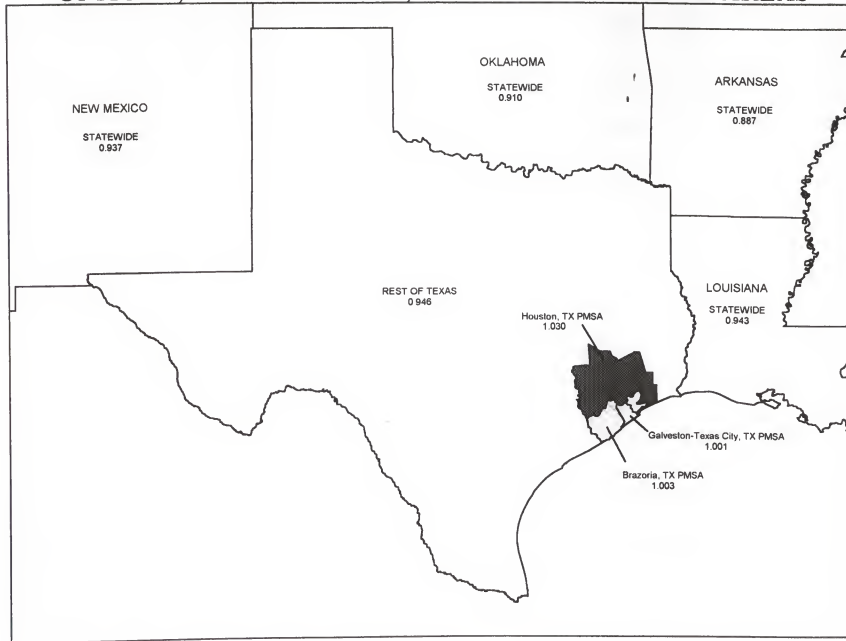 NEW MEXICO
STATEWIDE
0.937
OKLAHOMA
STATEWIDE
0.910
ARKANSAS
STATEWIDE
0.887
REST OF TEXAS
0.946
LOUISIANA
STATEWIDE
0.943
Houston, TX PMSA
1.030
Galveston-Texas City, TX PMSA
1.001
Brazoria, TX PMSA
1.003